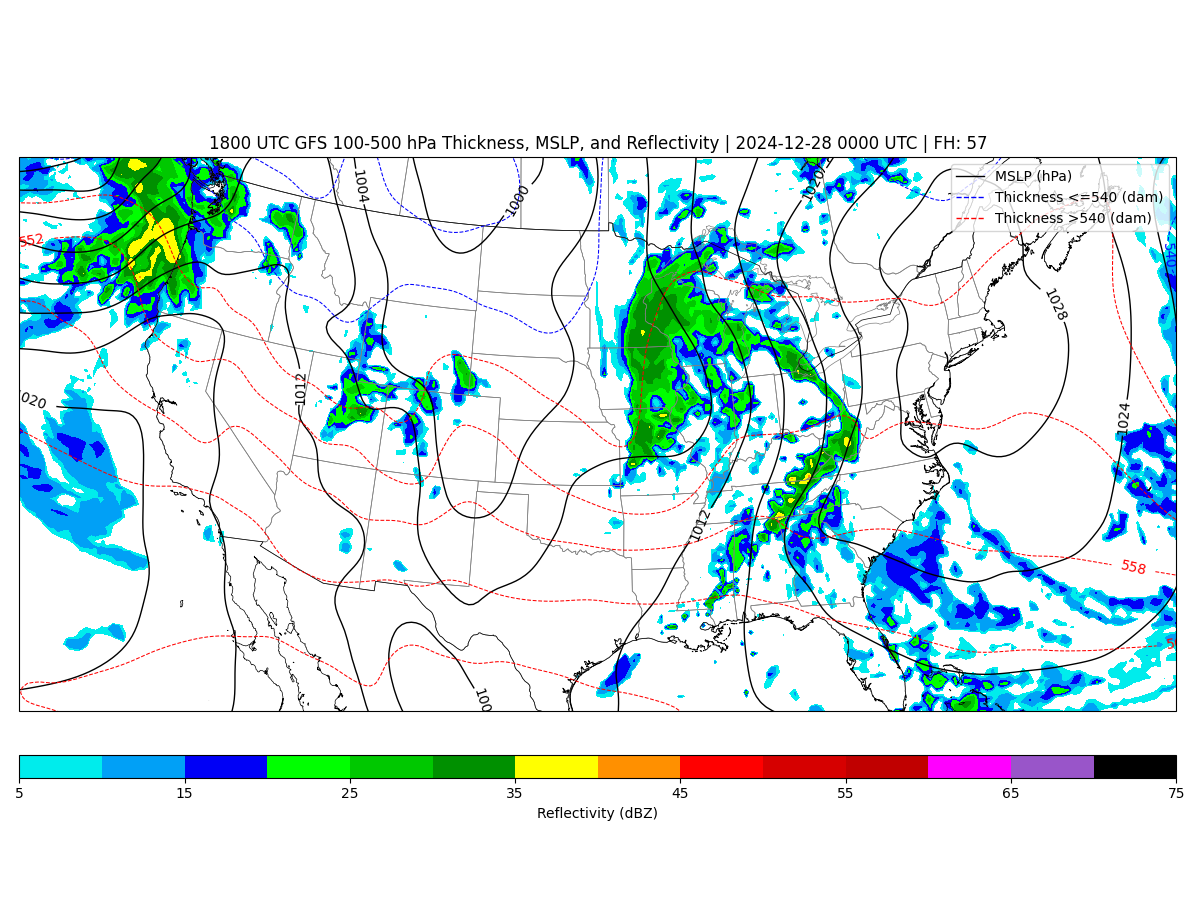 1800 UTC GFS 100-500 hPa Thickness, MSLP, and Reflectivity | 2024-12-28 0000 UTC | FH: 57
MSLP (hPa)
Thickness <=540 (dam)
Thickness >540 (dam)
1004
1000
1020
552
540
1028
1012
020
1024
1012
558
5
100
5 15 25 35 45 55 65 75
Reflectivity (dBZ)